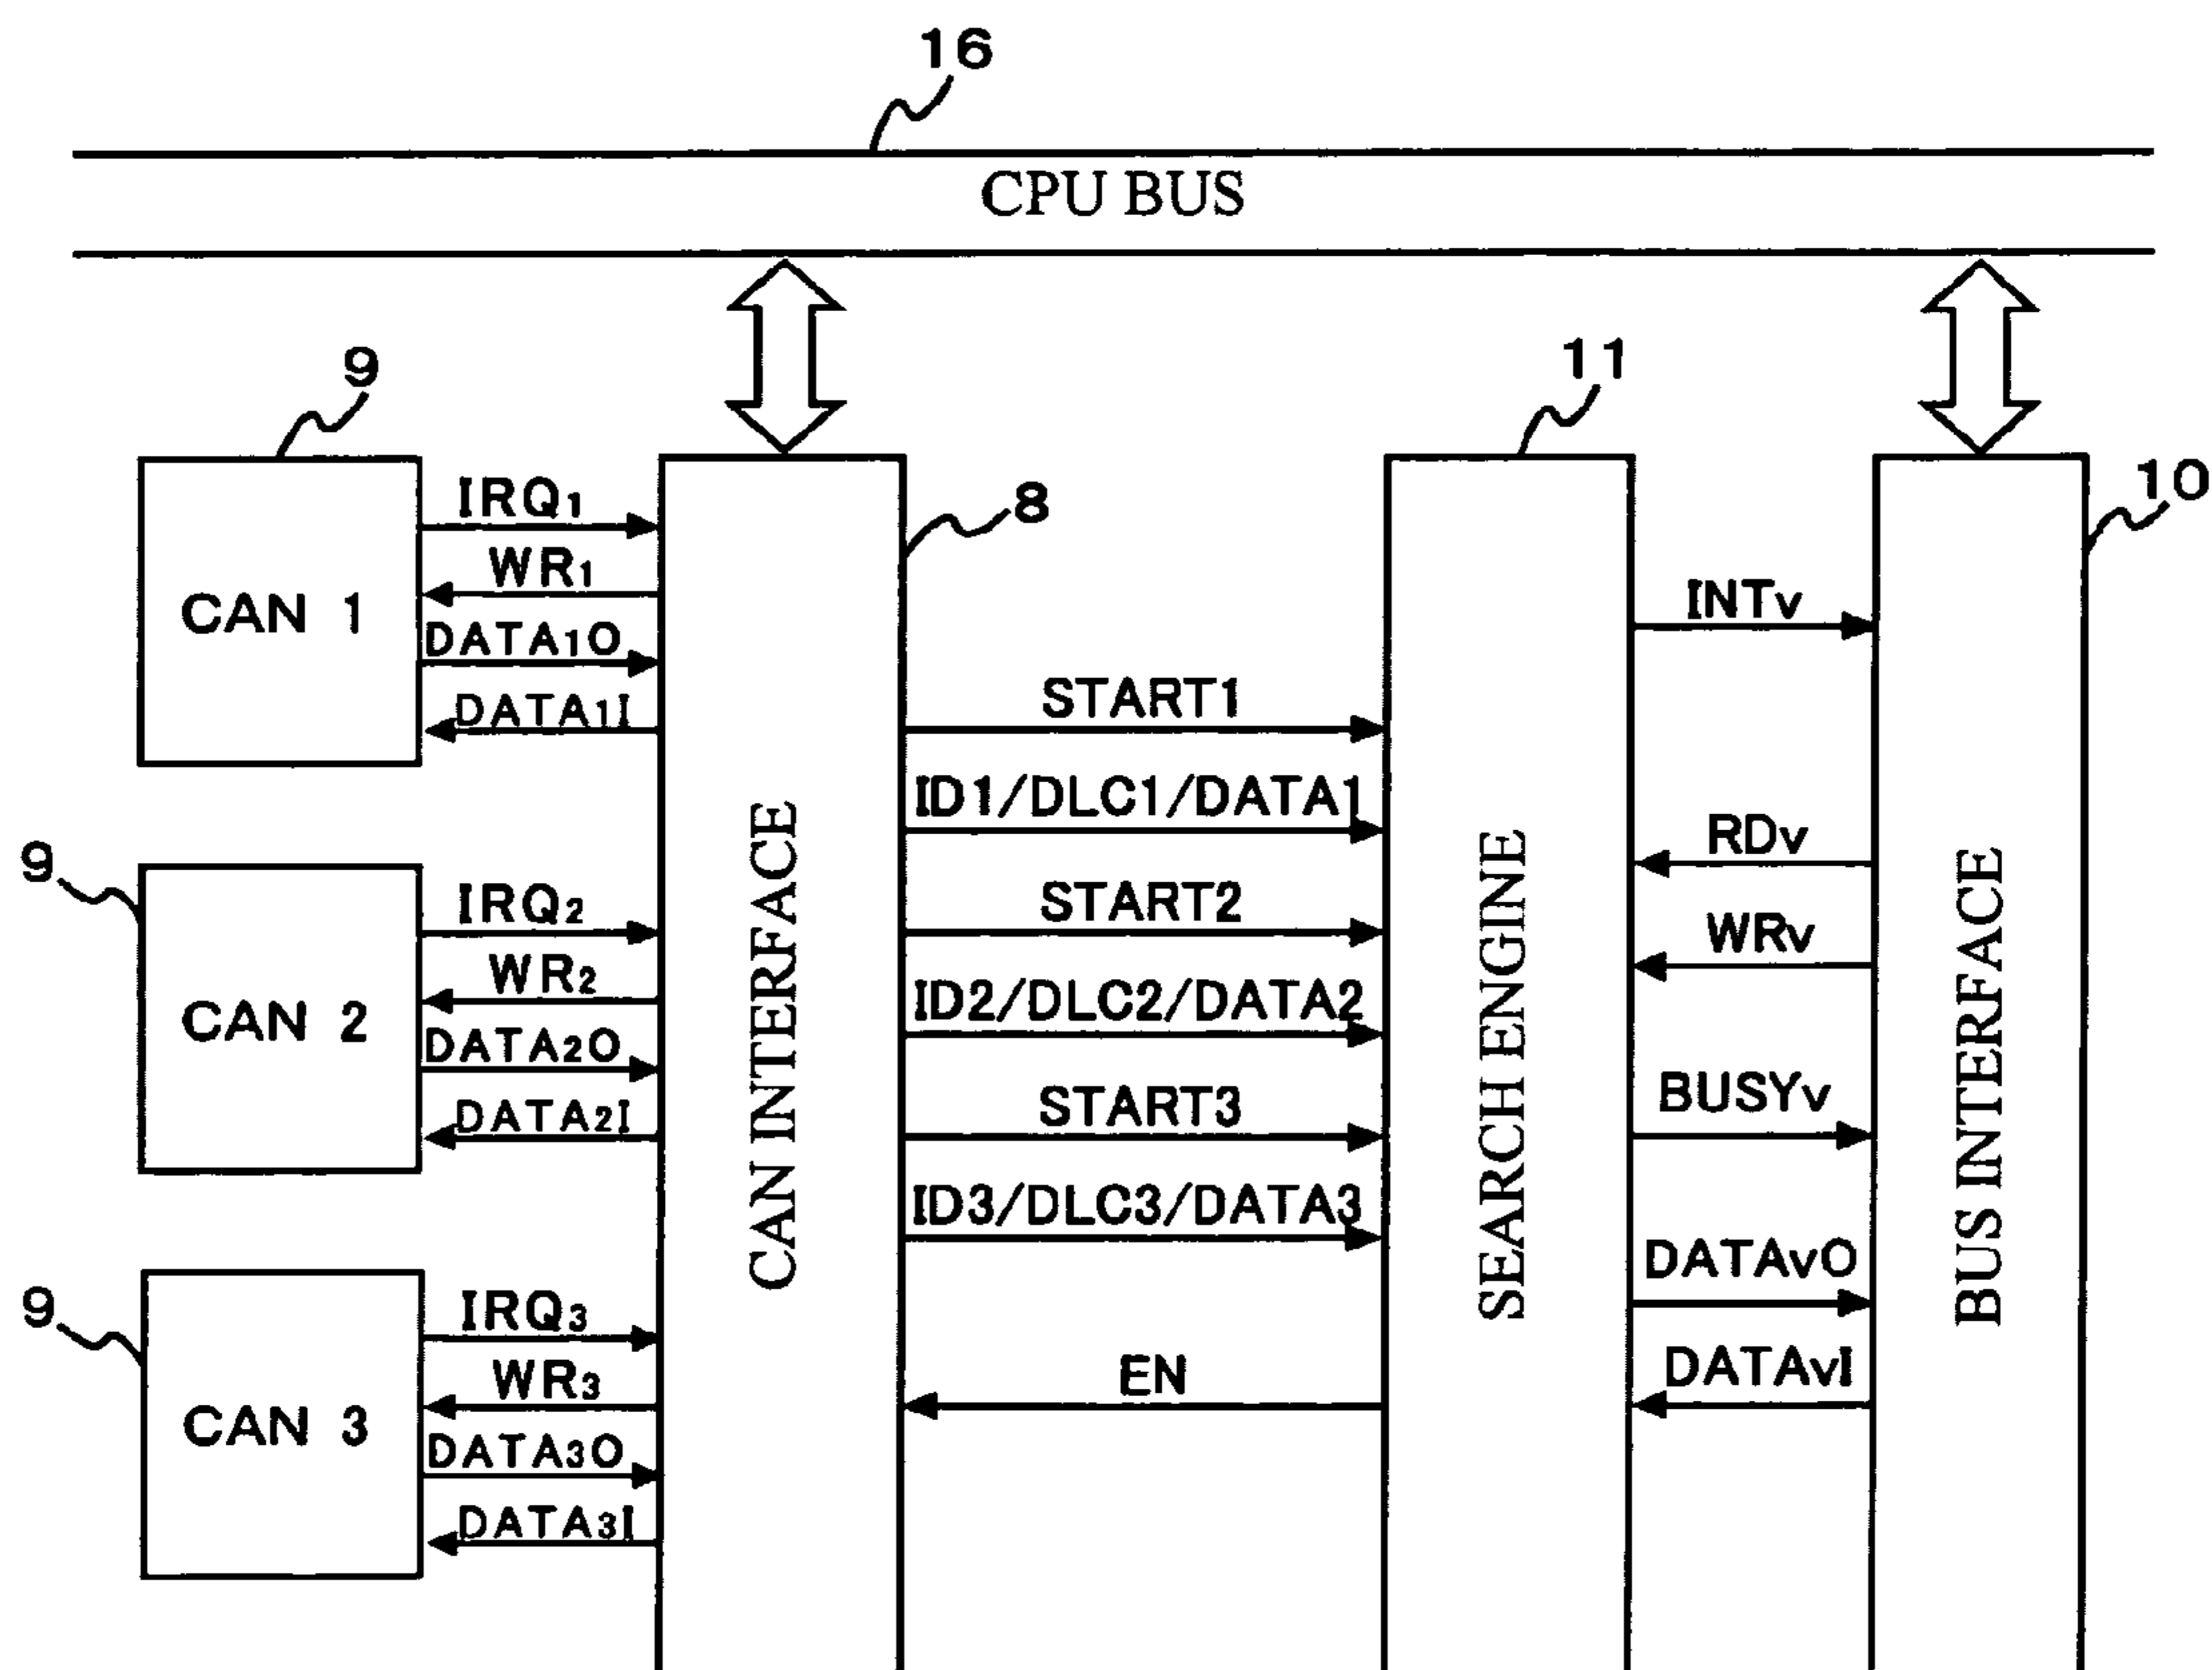 16
CPU BUS
9
CAN 1
IRQ1
WR1
DATA1O
DATA1I
9
CAN 2
IRQ2
WR2
DATA2O
DATA2I
9
CAN 3
IRQ3
WR3
DATA3O
DATA3I
8
CAN INTERFACE
START1
ID1/DLC1/DATA1
START2
ID2/DLC2/DATA2
START3
ID3/DLC3/DATA3
EN
11
SEARCH ENGINE
INTv
RDv
WRv
BUSYv
DATAvO
DATAvI
10
BUS INTERFACE